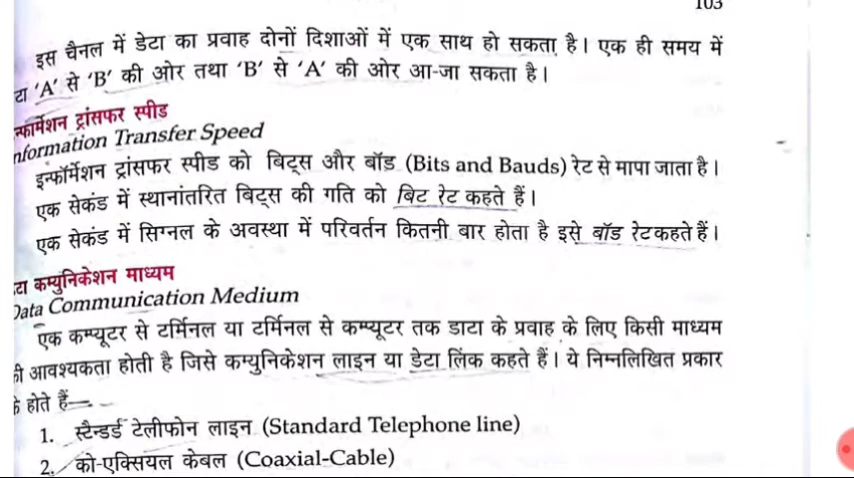 103
इस चैनल में डेटा का प्रवाह दोनों दिशाओं में एक साथ हो सकता है। एक ही समय में
टा ‘A’ से ‘B’ की ओर तथा ‘B’ से ‘A’ की ओर आ-जा सकता है।
न्फार्मेशन ट्रांसफर स्पीड
nformation Transfer Speed
इन्फॉर्मेशन ट्रांसफर स्पीड को बिट्स और बॉड (Bits and Bauds) रेट से मापा जाता है।
एक सेकंड में स्थानांतरित बिट्स की गति को बिट रेट कहते हैं।
एक सेकंड में सिग्नल के अवस्था में परिवर्तन कितनी बार होता है इसे बॉड रेटकहते हैं।
टा कम्युनिकेशन माध्यम
Data Communication Medium
एक कम्प्यूटर से टर्मिनल या टर्मिनल से कम्प्यूटर तक डाटा के प्रवाह के लिए किसी माध्यम
की आवश्यकता होती है जिसे कम्युनिकेशन लाइन या डेटा लिंक कहते हैं। ये निम्नलिखित प्रकार
के होते हैं—
1. स्टैन्डर्ड टेलीफोन लाइन (Standard Telephone line)
2. को-एक्सियल केबल (Coaxial-Cable)